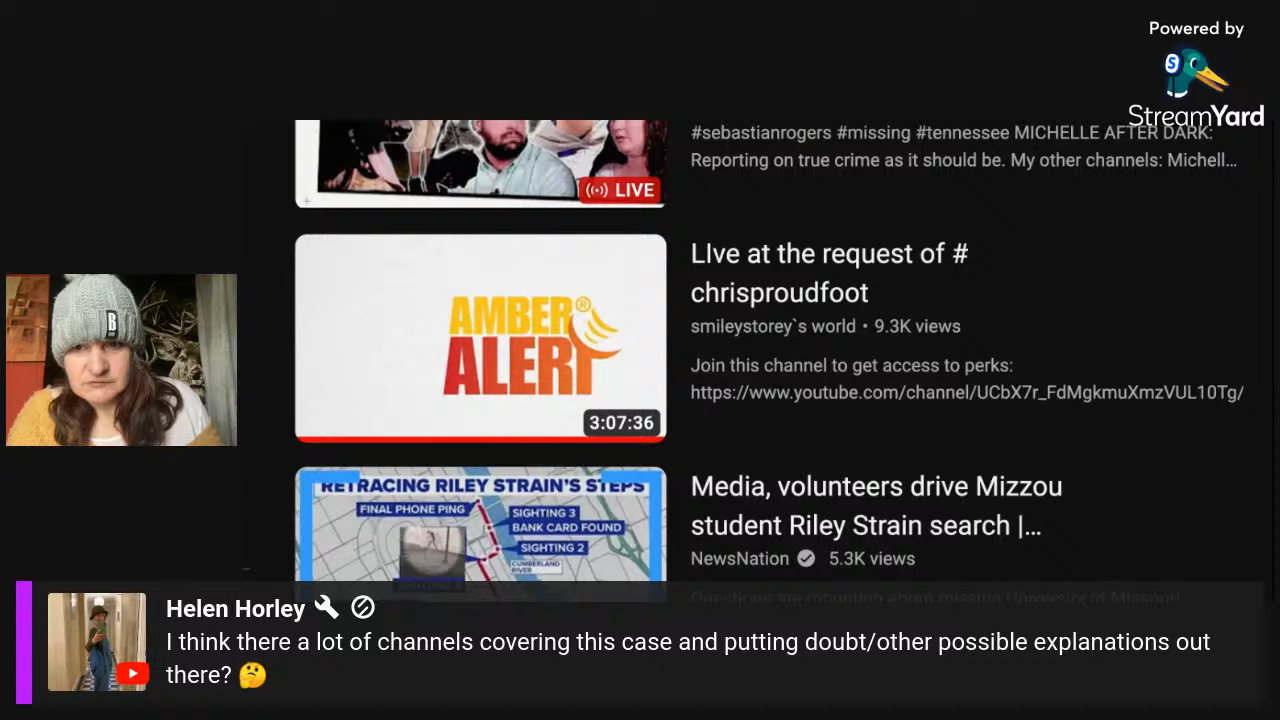 Powered by
StreamYard
#sebastianrogers #missing #tennessee MICHELLE AFTER DARK:
Reporting on true crime as it should be. My other channels: Michell...
LIVE
LIve at the request of #
chrisproudfoot
smileystorey`s world • 9.3K views
AMBER®
ALERT
Join this channel to get access to perks:
https://www.youtube.com/channel/UCbX7r_FdMgkmuXmzVUL10Tg/
3:07:36
B
RETRACING RILEY STRAIN'S STEPS
FINAL PHONE PING
SIGHTING 3
BANK CARD FOUND
SIGHTING 2
CUMBERLAND
RIVER
Media, volunteers drive Mizzou
student Riley Strain search |...
NewsNation 5.3K views
Helen Horley
I think there a lot of channels covering this case and putting doubt/other possible explanations out
there? 🤔